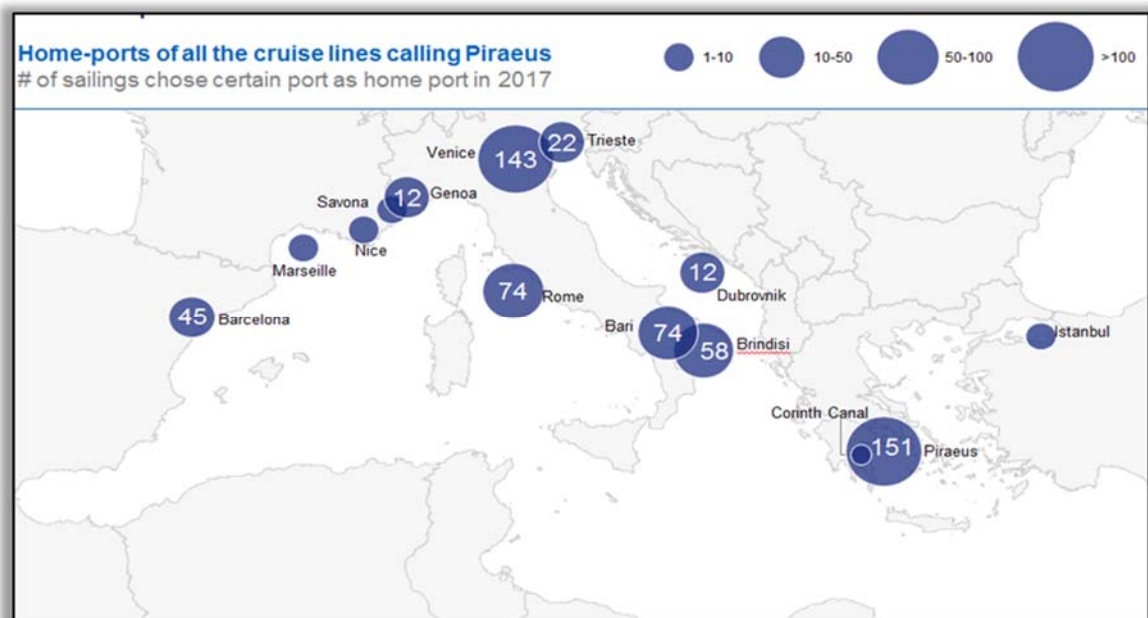 Home-ports of all the cruise lines calling Piraeus
# of sailings chose certain port as home port in 2017
1-10
10-50
50-100
>100
Venice
143
22
Trieste
Savona
12
Genoa
Nice
Marseille
45
Barcelona
74
Rome
12
Dubrovnik
Bari
74
58
Brindisi
Istanbul
Corinth Canal
151
Piraeus